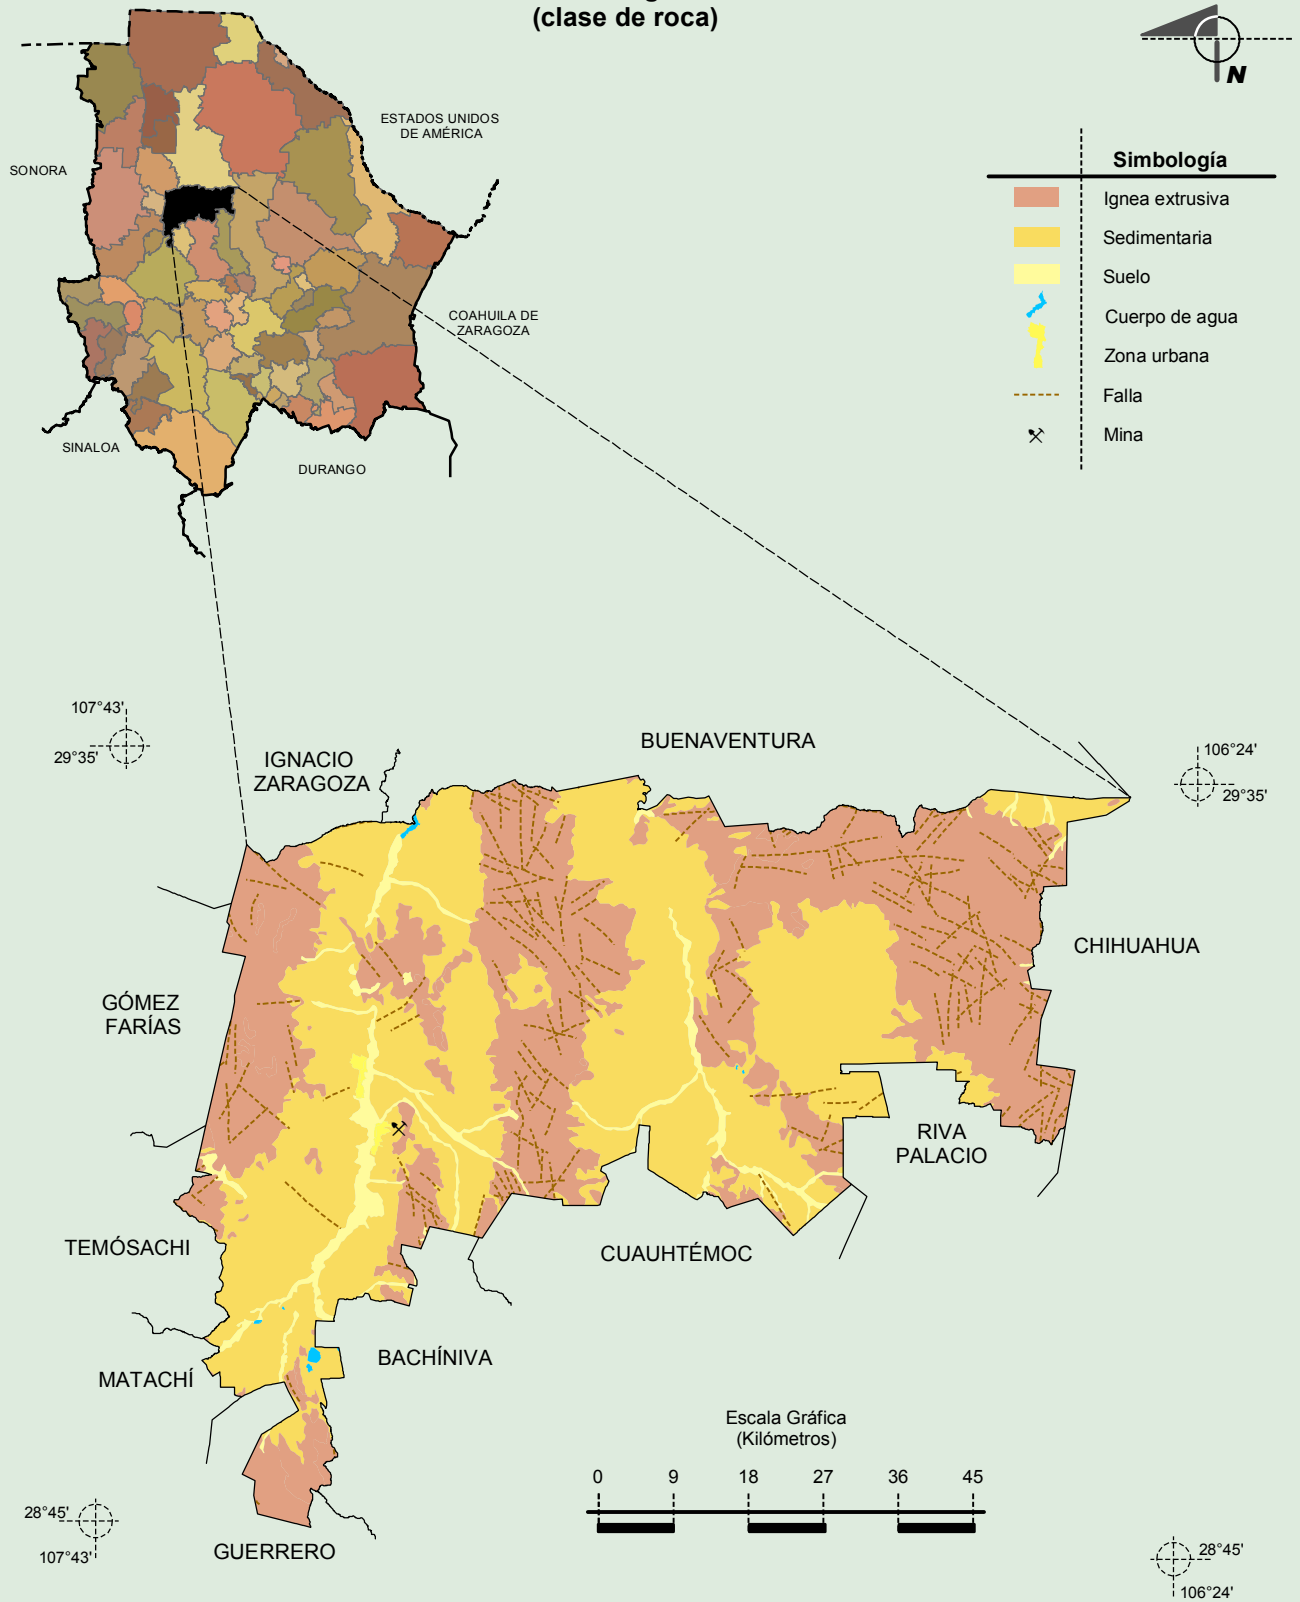 (clase de roca)
N
ESTADOS UNIDOS
DE AMÉRICA
SONORA
COAHUILA DE
ZARAGOZA
SINALOA
DURANGO
Simbología
Ignea extrusiva
Sedimentaria
Suelo
Cuerpo de agua
Zona urbana
Falla
Mina
107°43'
29°35'
106°24'
29°35'
IGNACIO
ZARAGOZA
BUENAVENTURA
CHIHUAHUA
GÓMEZ
FARÍAS
RIVA
PALACIO
TEMÓSACHI
CUAUHTÉMOC
BACHÍNIVA
MATACHÍ
GUERRERO
Escala Gráfica
(Kilómetros)
0 9 18 27 36 45
28°45'
107°43'
28°45'
106°24'